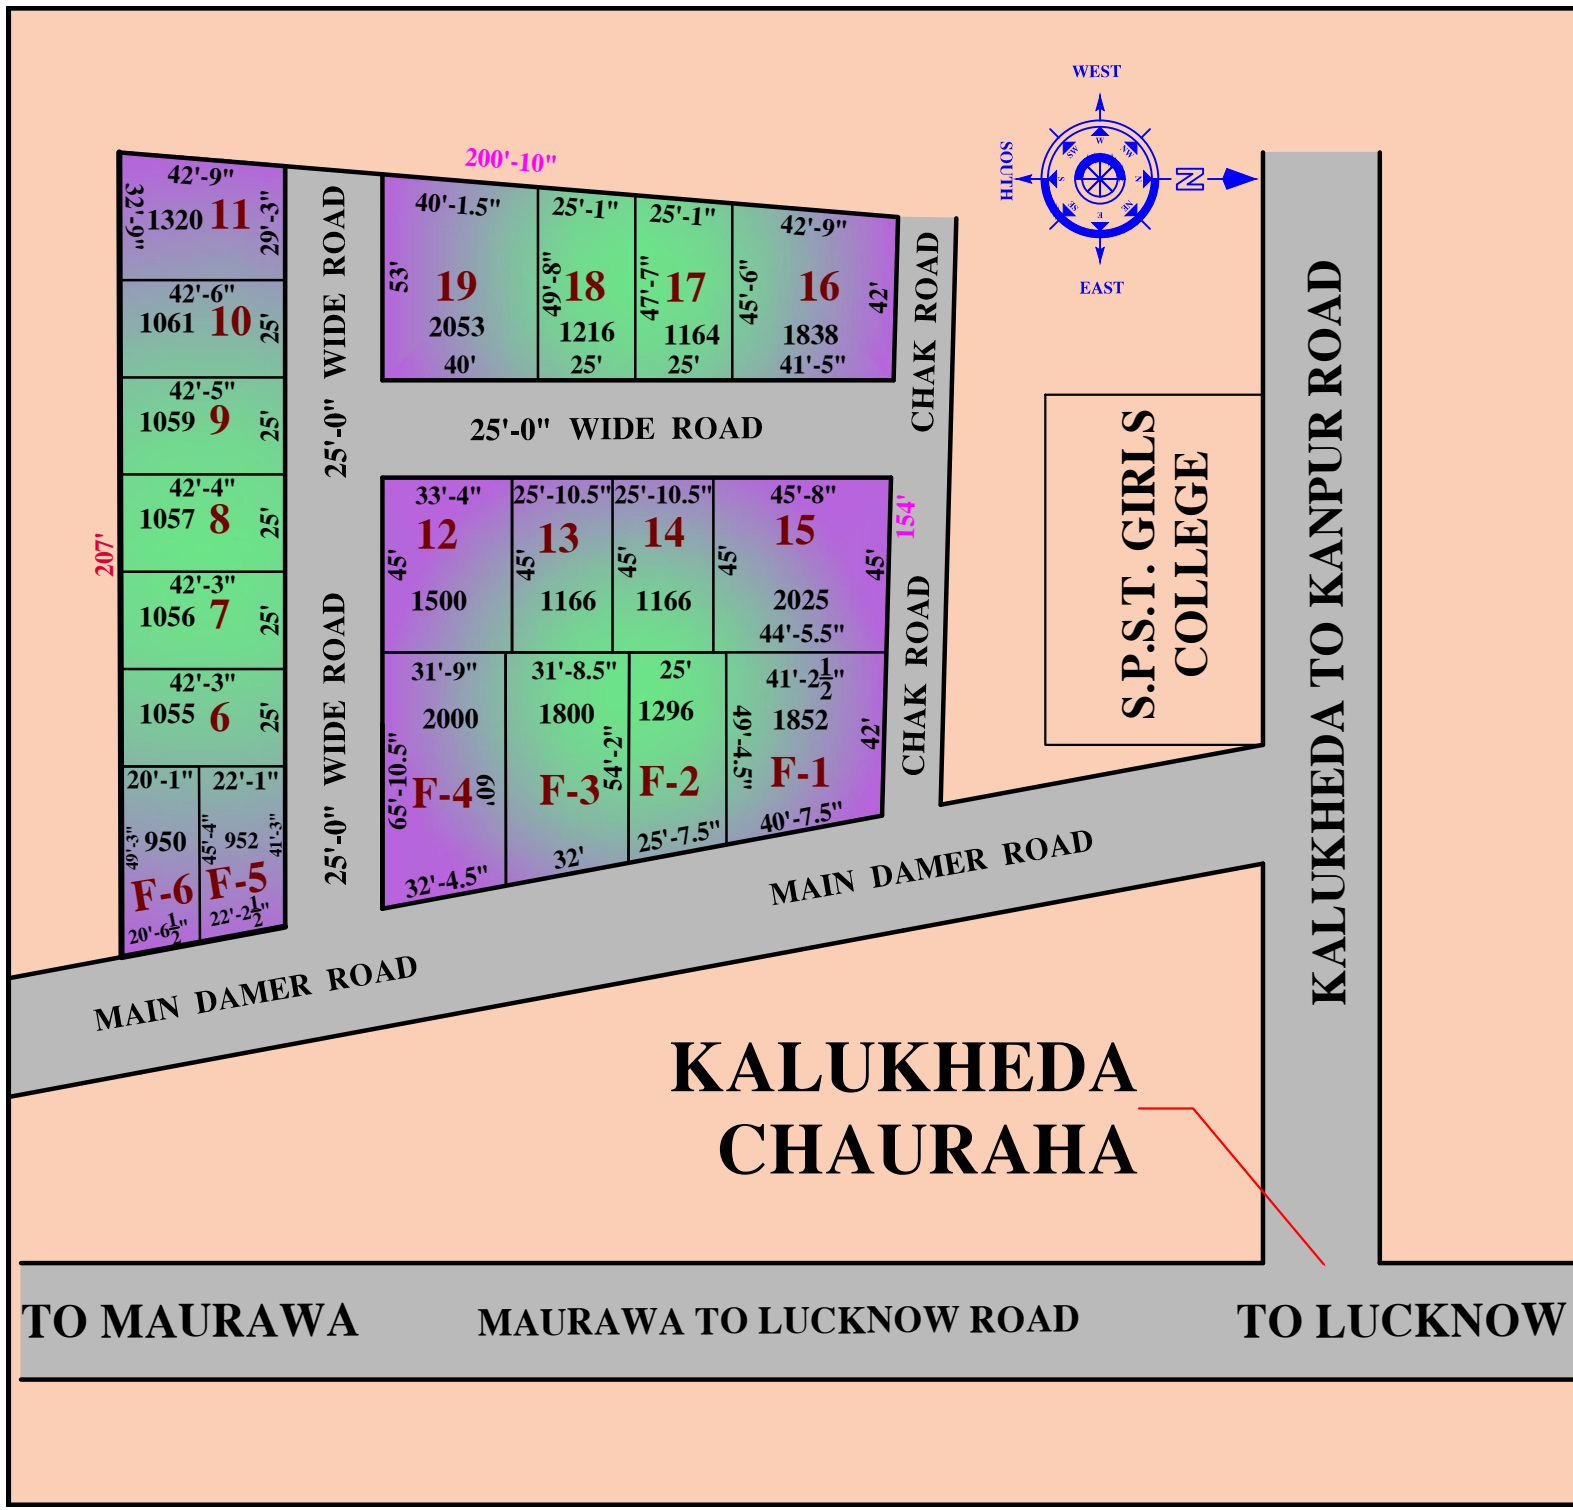 WEST
SOUTH
N
EAST
W
NW
N
NE
E
SE
S
SW
200'-10"
207'
154'
42'-9"
32'-9"
1320 11
29'-3"
42'-6"
1061 10
25'
42'-5"
1059 9
25'
42'-4"
1057 8
25'
42'-3"
1056 7
25'
42'-3"
1055 6
25'
20'-1"
49'-3"
950
F-6
20'-6½"
22'-1"
45'-4"
952
41'-3"
F-5
22'-2½"
25'-0" WIDE ROAD
25'-0" WIDE ROAD
40'-1.5"
53'
19
2053
40'
25'-1"
49'-8"
18
1216
25'
25'-1"
47'-7"
17
1164
25'
42'-9"
45'-6"
16
42'
1838
41'-5"
25'-0" WIDE ROAD
33'-4"
12
45'
1500
25'-10.5"
13
45'
1166
25'-10.5"
14
45'
1166
45'-8"
15
45'
45'
2025
44'-5.5"
31'-9"
2000
65'-10.5"
F-4
60'
32'-4.5"
31'-8.5"
1800
F-3
54'-2"
32'
25'
1296
F-2
25'-7.5"
41'-2½"
1852
49'-4.5"
F-1
42'
40'-7.5"
CHAK ROAD
CHAK ROAD
S.P.S.T. GIRLS
COLLEGE
KALUKHEDA TO KANPUR ROAD
MAIN DAMER ROAD
MAIN DAMER ROAD
KALUKHEDA
CHAURAHA
TO MAURAWA
MAURAWA TO LUCKNOW ROAD
TO LUCKNOW